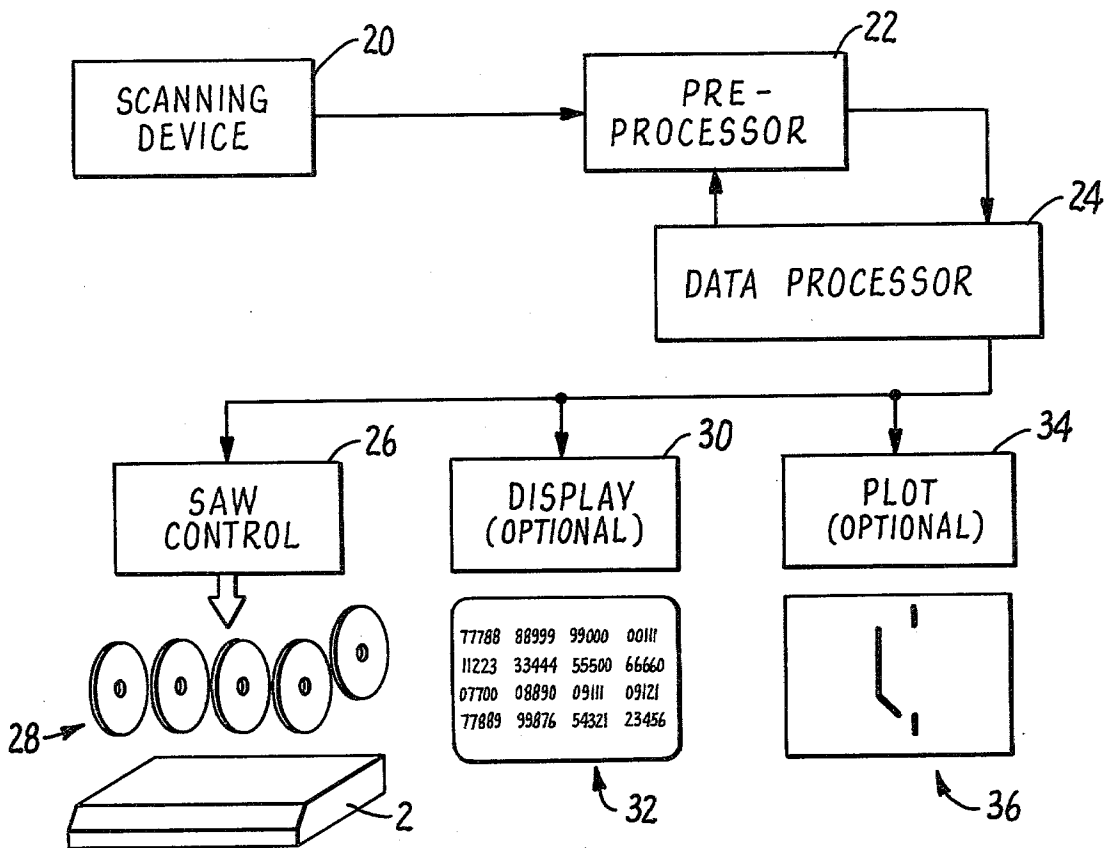 20
SCANNING
DEVICE
22
PRE-
PROCESSOR
24
DATA PROCESSOR
26
SAW
CONTROL
30
DISPLAY
(OPTIONAL)
34
PLOT
(OPTIONAL)
77788 88999 99000 00111
11223 33444 55500 66660
07700 08890 09111 09121
77889 99876 54321 23456
28
2
32
36